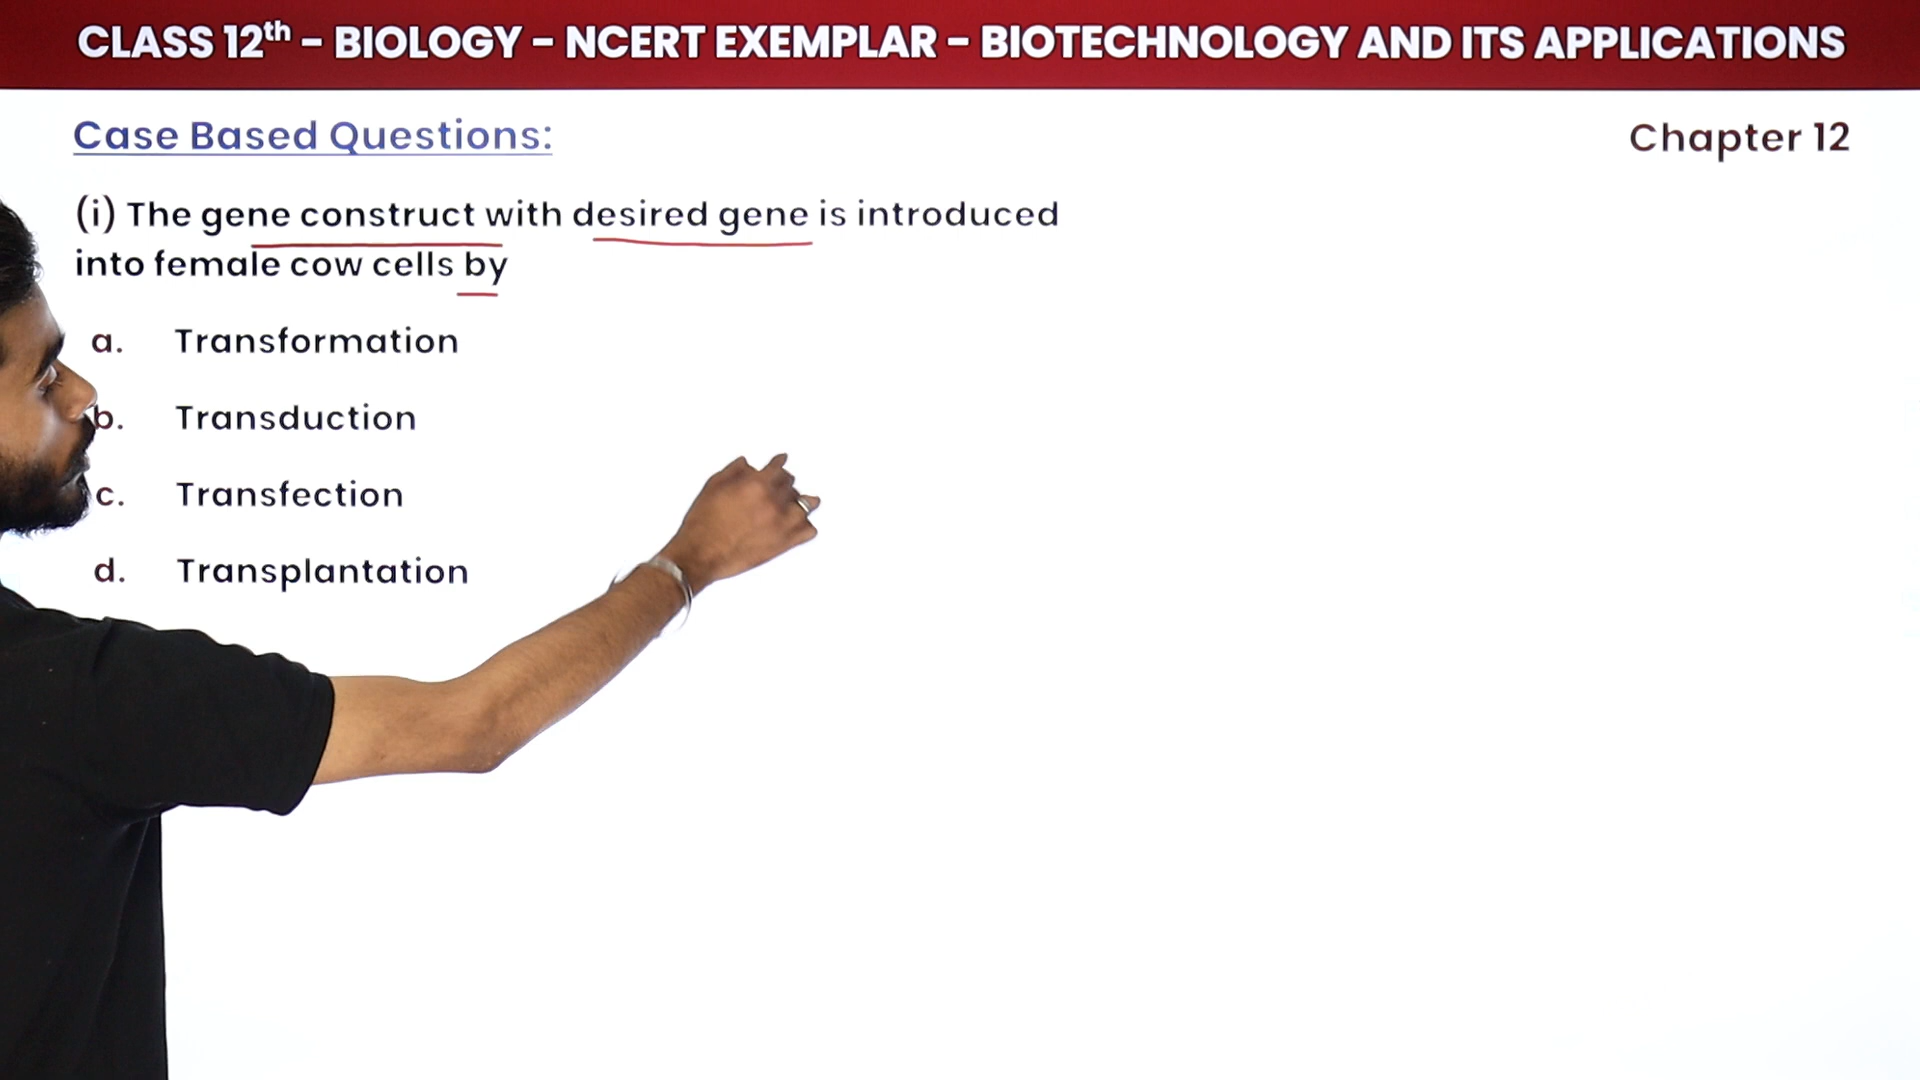 CLASS 12th - BIOLOGY - NCERT EXEMPLAR - BIOTECHNOLOGY AND ITS APPLICATIONS
Case Based Questions:
Chapter 12
(i) The gene construct with desired gene is introduced
into female cow cells by
a. Transformation
b. Transduction
c. Transfection
d. Transplantation